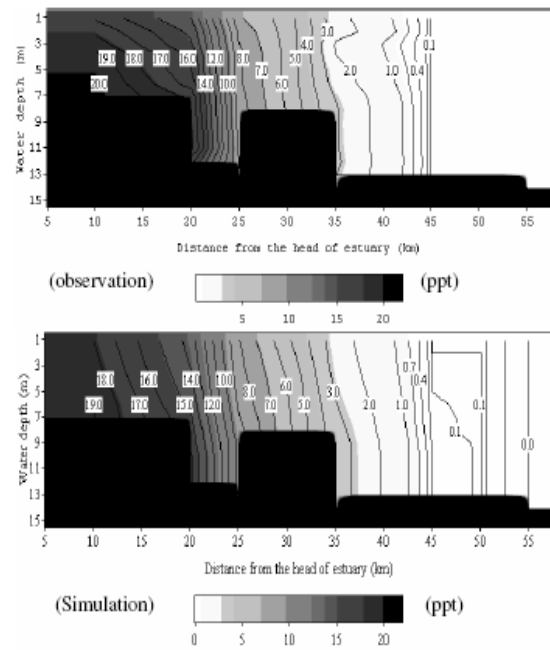 1
3
5
7
9
11
13
15
Water depth (m)
19.0 18.0 17.0 16.0 12.0 8.0 5.0 4.0 3.0 0.1
20.0 14.0 10.0 7.0 6.0 2.0 1.0 0.4
5 10 15 20 25 30 35 40 45 50 55
Distance from the head of estuary (km)
(observation) (ppt)
5 10 15 20
1
3
5
7
9
11
13
15
Water depth (m)
18.0 16.0 14.0 10.0 6.0 3.0 0.7 0.4
19.0 17.0 15.0 12.0 8.0 7.0 5.0 2.0 1.0 0.1 0.1 0.0
5 10 15 20 25 30 35 40 45 50 55
Distance from the head of estuary (km)
(Simulation) (ppt)
0 5 10 15 20